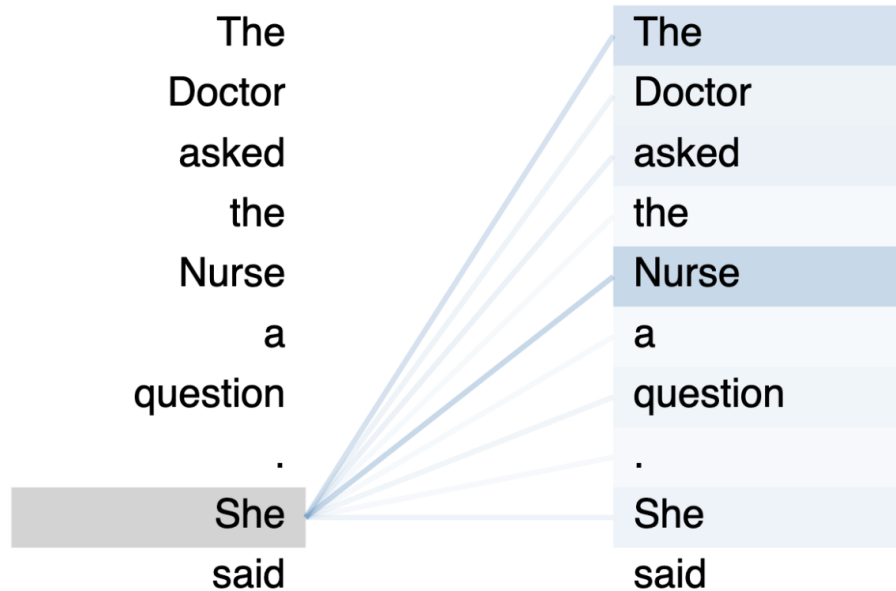 The The
Doctor Doctor
asked asked
the the
Nurse Nurse
a a
question question
. .
She She
said said